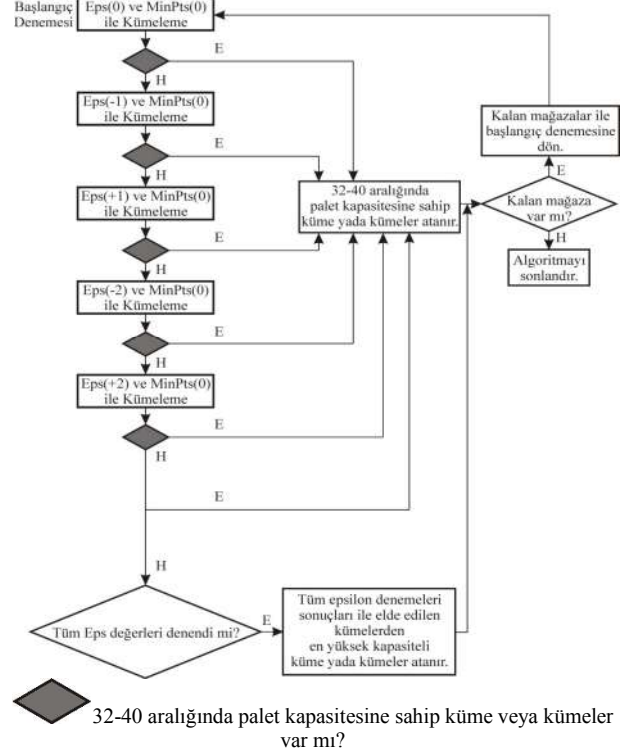 Başlangıç
Denemesi
Eps(0) ve MinPts(0)
ile Kümeleme
E
H
Eps(-1) ve MinPts(0)
ile Kümeleme
E
H
Eps(+1) ve MinPts(0)
ile Kümeleme
E
H
Eps(-2) ve MinPts(0)
ile Kümeleme
E
H
Eps(+2) ve MinPts(0)
ile Kümeleme
E
H
E
H
32-40 aralığında
palet kapasitesine sahip
küme yada kümeler atanır.
Kalan mağazalar ile
başlangıç denemesine
dön.
E
Kalan mağaza
var mı?
H
Algoritmayı
sonlandır.
Tüm Eps değerleri denendi mi?
E
Tüm epsilon denemeleri
sonuçları ile elde edilen
kümelerden
en yüksek kapasiteli
küme yada kümeler atanır.
32-40 aralığında palet kapasitesine sahip küme veya kümeler
var mı?